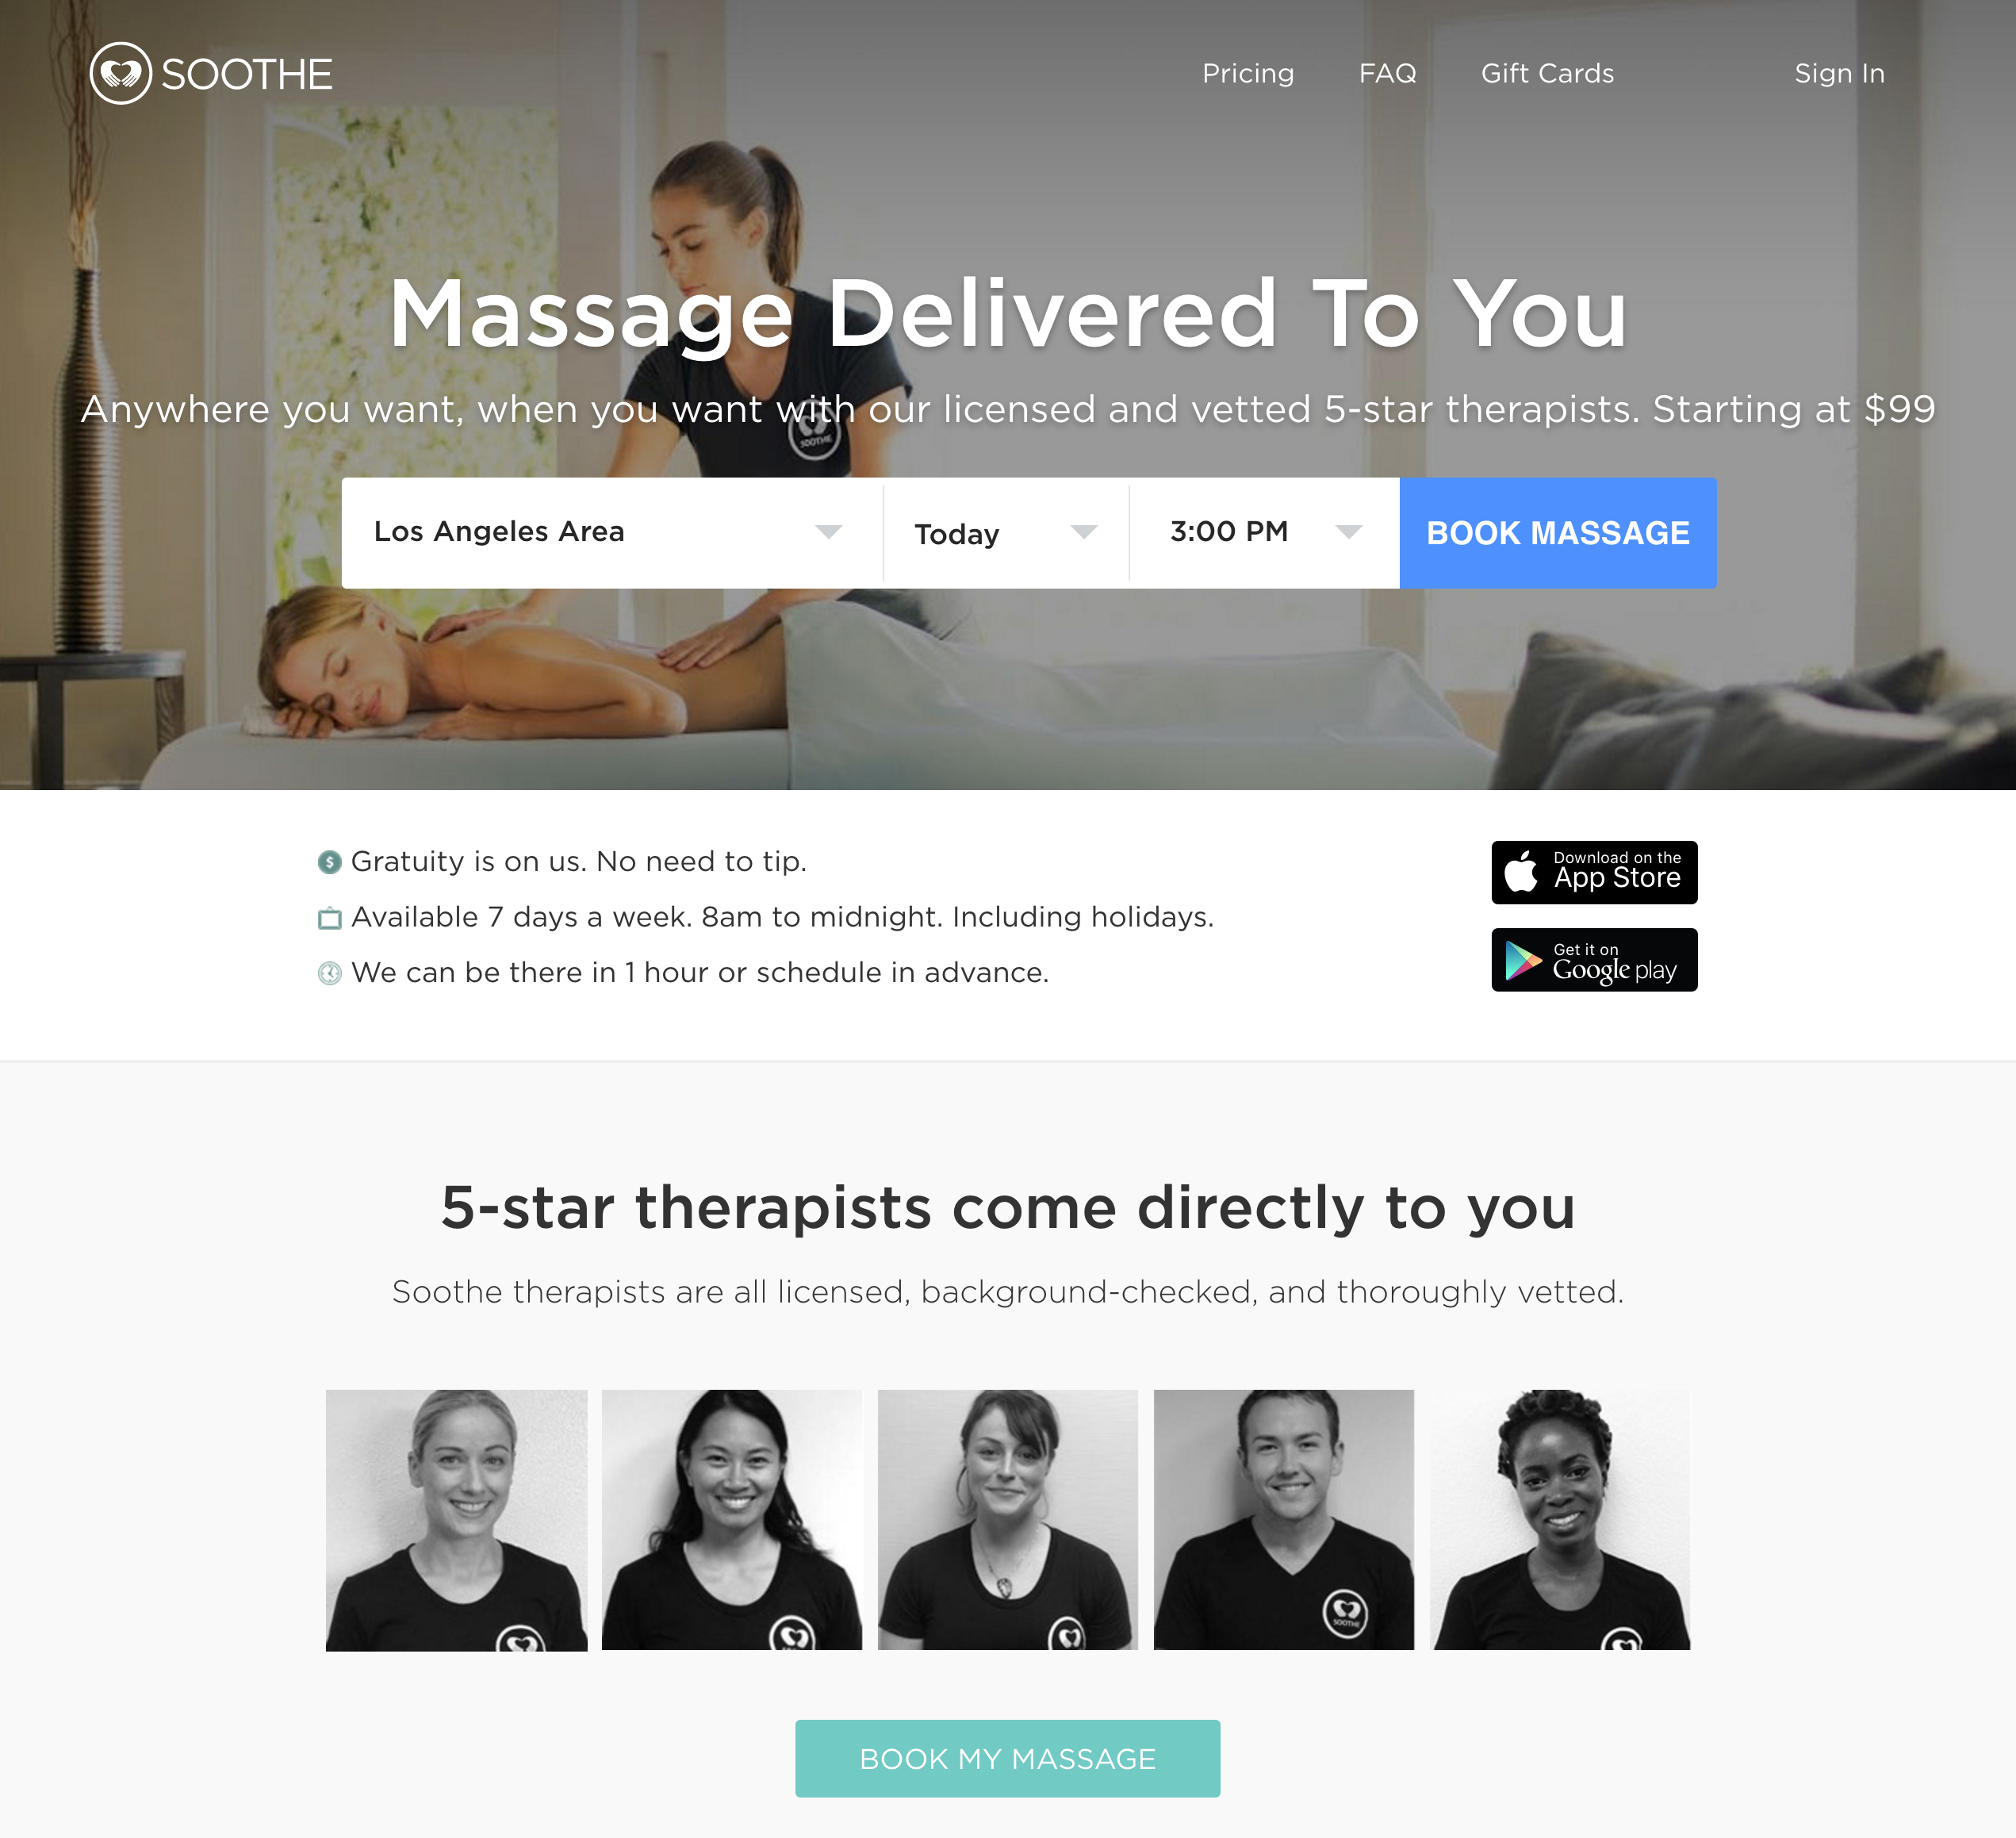 SOOTHE
Pricing
FAQ
Gift Cards
Sign In
Massage Delivered To You
Anywhere you want, when you want with our licensed and vetted 5-star therapists. Starting at $99
SOOTHE
Los Angeles Area
Today
3:00 PM
BOOK MASSAGE
$ Gratuity is on us. No need to tip.
Available 7 days a week. 8am to midnight. Including holidays.
We can be there in 1 hour or schedule in advance.
Download on the
App Store
Get it on
Google play
5-star therapists come directly to you
Soothe therapists are all licensed, background-checked, and thoroughly vetted.
SOOTHE
BOOK MY MASSAGE